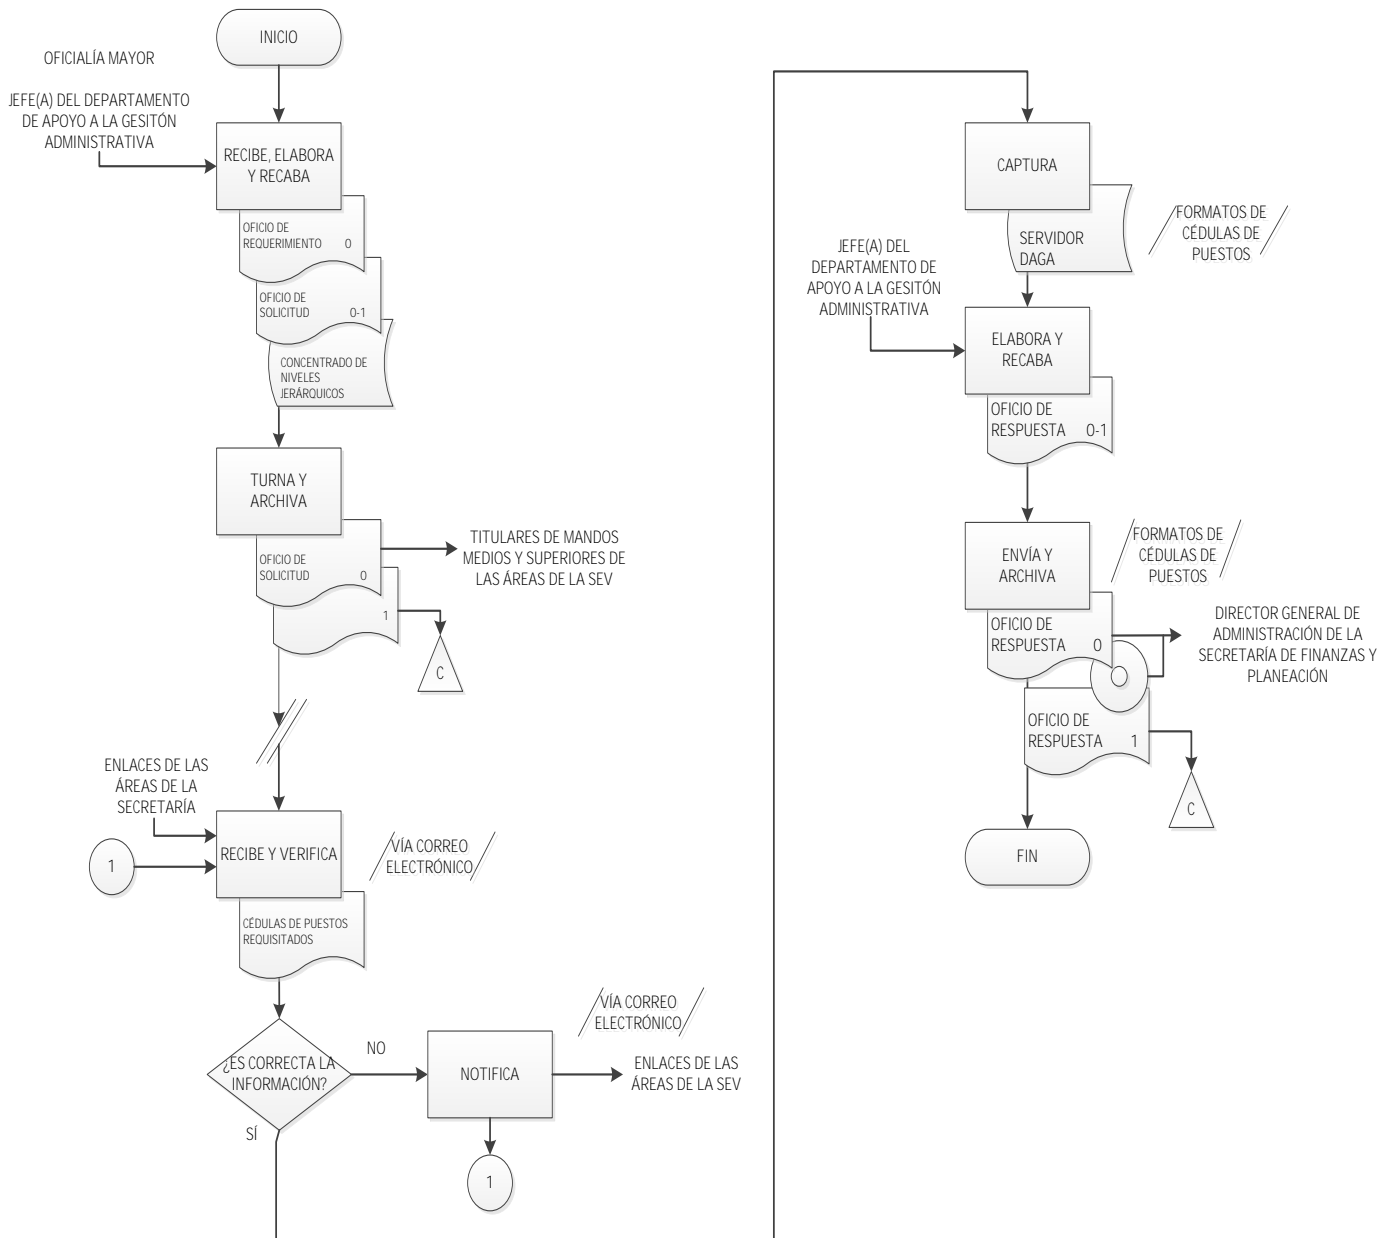 INICIO
OFICIALÍA MAYOR
JEFE(A) DEL DEPARTAMENTO
DE APOYO A LA GESITÓN
ADMINISTRATIVA
RECIBE, ELABORA
Y RECABA
OFICIO DE
REQUERIMIENTO 0
OFICIO DE
SOLICITUD 0-1
CONCENTRADO DE
NIVELES
JERÁRQUICOS
TURNA Y
ARCHIVA
OFICIO DE
SOLICITUD 0
TITULARES DE MANDOS
MEDIOS Y SUPERIORES DE
LAS ÁREAS DE LA SEV
1
C
ENLACES DE LAS
ÁREAS DE LA
SECRETARÍA
1
RECIBE Y VERIFICA
VÍA CORREO
ELECTRÓNICO
CÉDULAS DE PUESTOS
REQUISITADOS
¿ES CORRECTA LA
INFORMACIÓN?
NO
SÍ
NOTIFICA
VÍA CORREO
ELECTRÓNICO
ENLACES DE LAS
ÁREAS DE LA SEV
1
CAPTURA
SERVIDOR
DAGA
FORMATOS DE
CÉDULAS DE
PUESTOS
JEFE(A) DEL
DEPARTAMENTO DE
APOYO A LA GESITÓN
ADMINISTRATIVA
ELABORA Y
RECABA
OFICIO DE
RESPUESTA 0-1
ENVÍA Y
ARCHIVA
FORMATOS DE
CÉDULAS DE
PUESTOS
OFICIO DE
RESPUESTA 0
DIRECTOR GENERAL DE
ADMINISTRACIÓN DE LA
SECRETARÍA DE FINANZAS Y
PLANEACIÓN
OFICIO DE
RESPUESTA 1
C
FIN